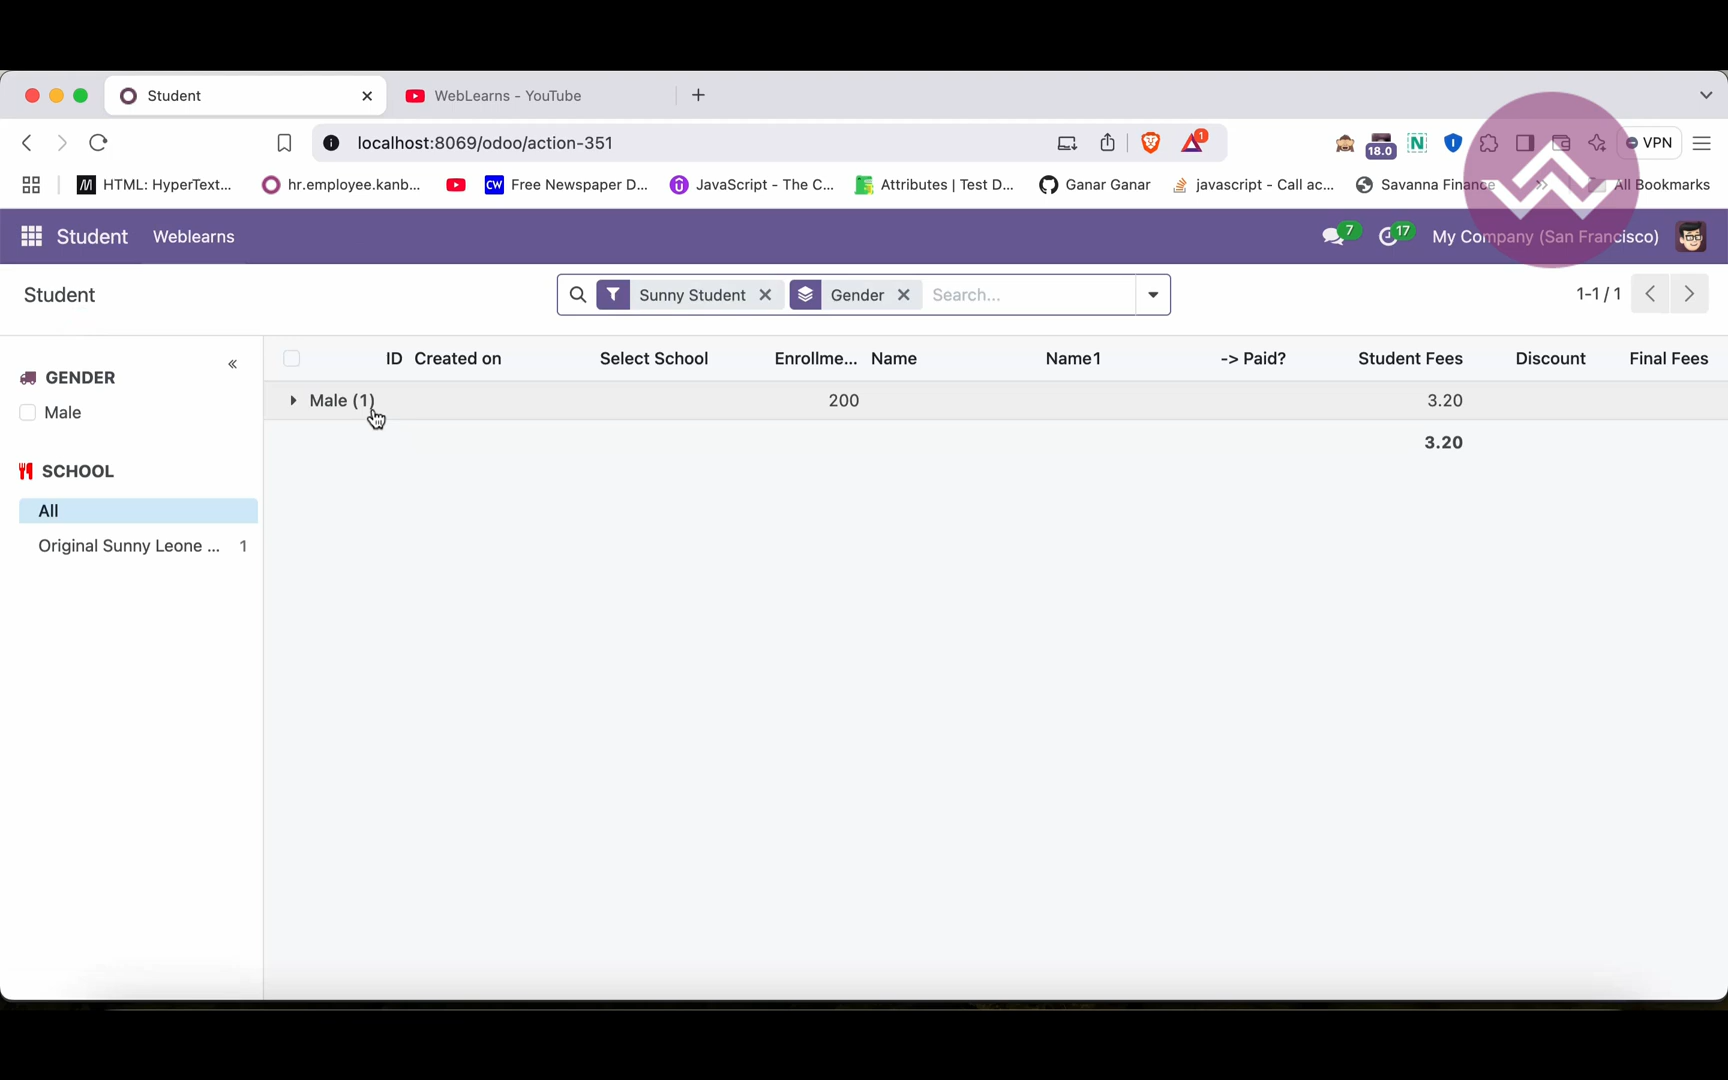 Student
WebLearns - YouTube
localhost:8069/odoo/action-351
1
18.0
N
VPN
M HTML: HyperText...
hr.employee.kanb...
CW Free Newspaper D...
JavaScript - The C...
Attributes | Test D...
Ganar Ganar
javascript - Call ac...
Savanna Finance
All Bookmarks
Student
Weblearns
7
17
My Company (San Francisco)
Student
Sunny Student
Gender
Search...
1-1 / 1
GENDER
Male
SCHOOL
All
Original Sunny Leone ... 1
ID Created on Select School Enrollme... Name Name1 -> Paid? Student Fees Discount Final Fees
Male (1) 200 3.20
3.20